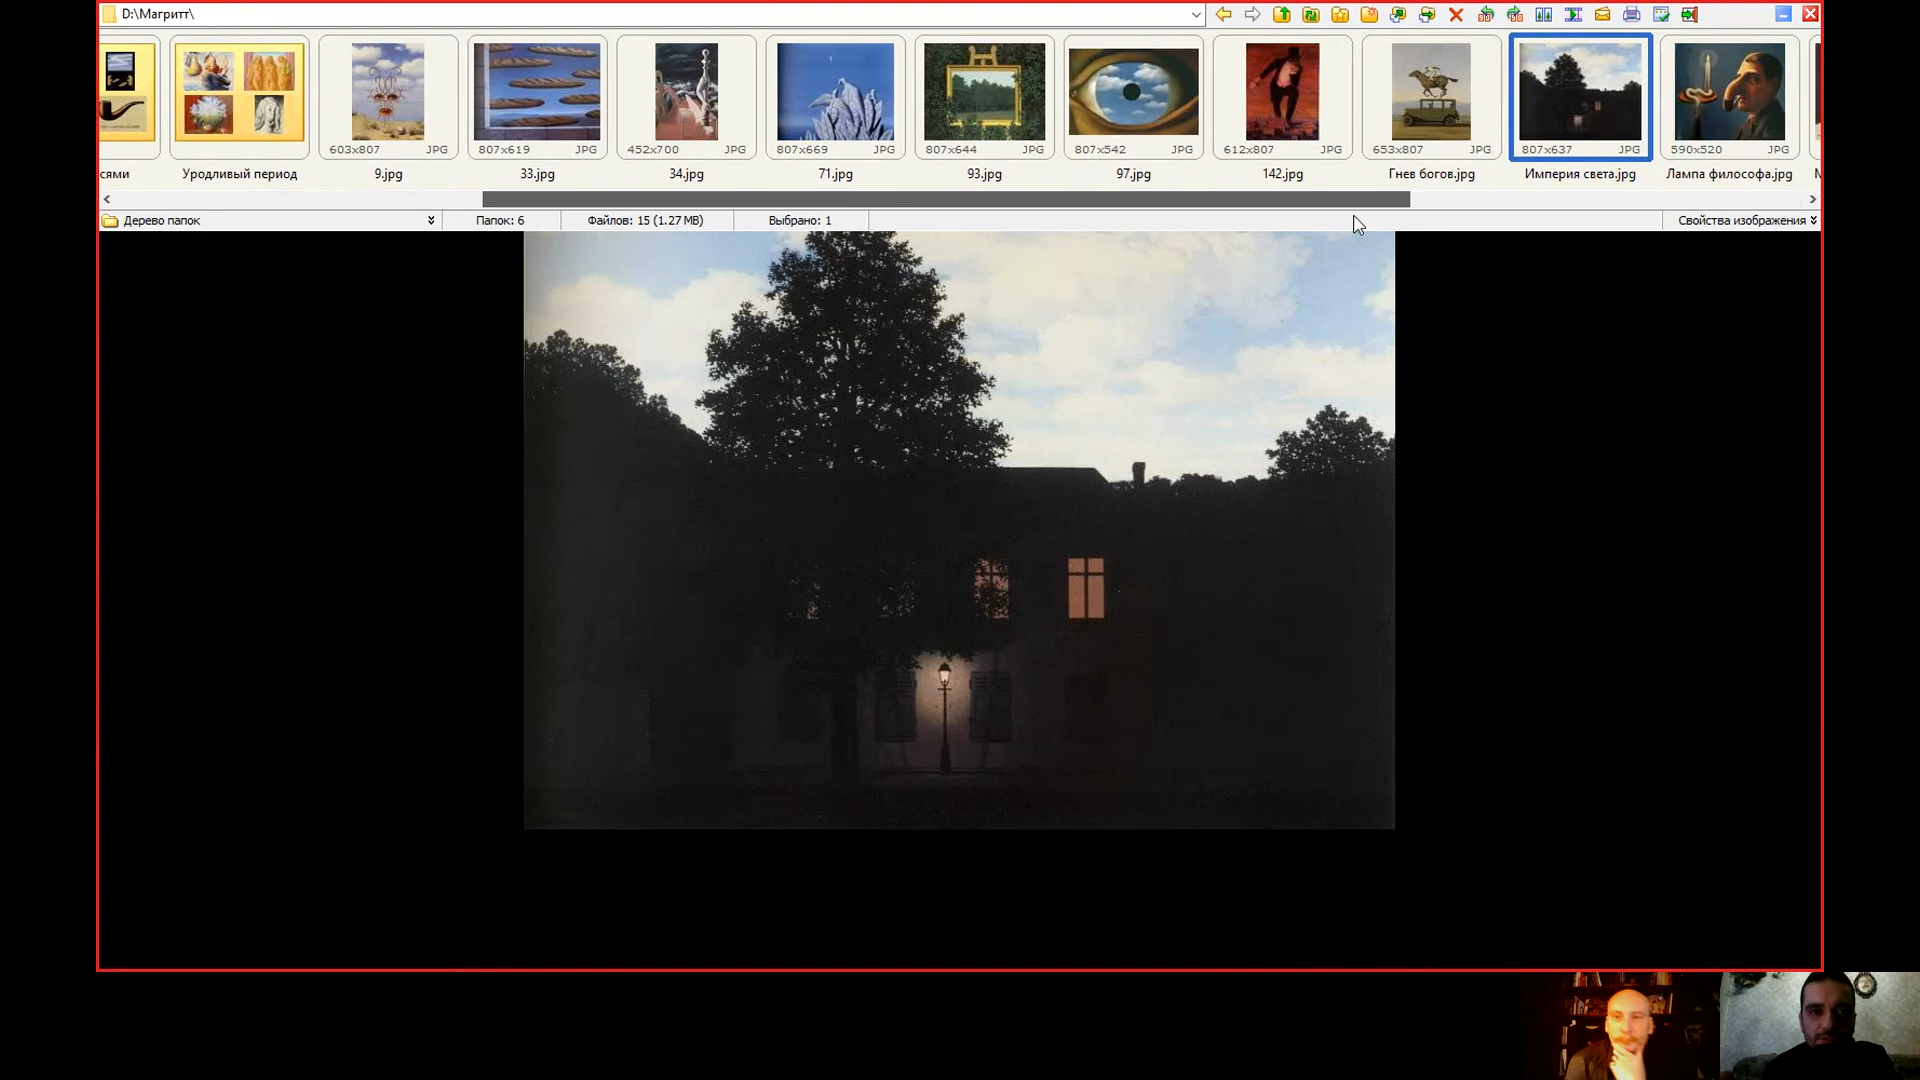 D:\Магритт\
603x807 JPG
807x619 JPG
452x700 JPG
807x669 JPG
807x644 JPG
807x542 JPG
612x807 JPG
653x807 JPG
807x637 JPG
590x520 JPG
сями
Уродливый период
9.jpg
33.jpg
34.jpg
71.jpg
93.jpg
97.jpg
142.jpg
Гнев богов.jpg
Империя света.jpg
Лампа философа.jpg
Дерево папок
Папок: 6
Файлов: 15 (1.27 MB)
Выбрано: 1
Свойства изображения